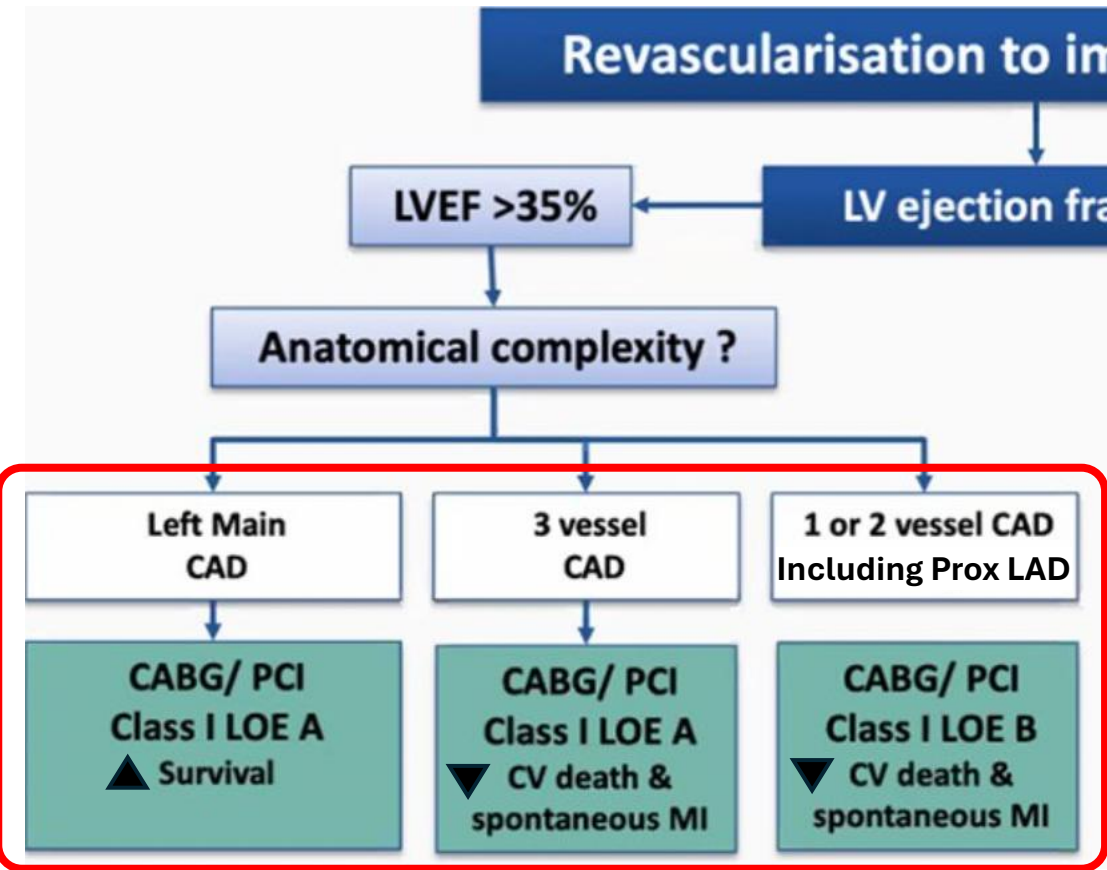 Revascularisation to im
LVEF >35%
LV ejection fra
Anatomical complexity ?
Left Main
CAD
3 vessel
CAD
1 or 2 vessel CAD
Including Prox LAD
CABG/ PCI
Class I LOE A
Survival
CABG/ PCI
Class I LOE A
CV death &
spontaneous MI
CABG/ PCI
Class I LOE B
CV death &
spontaneous MI